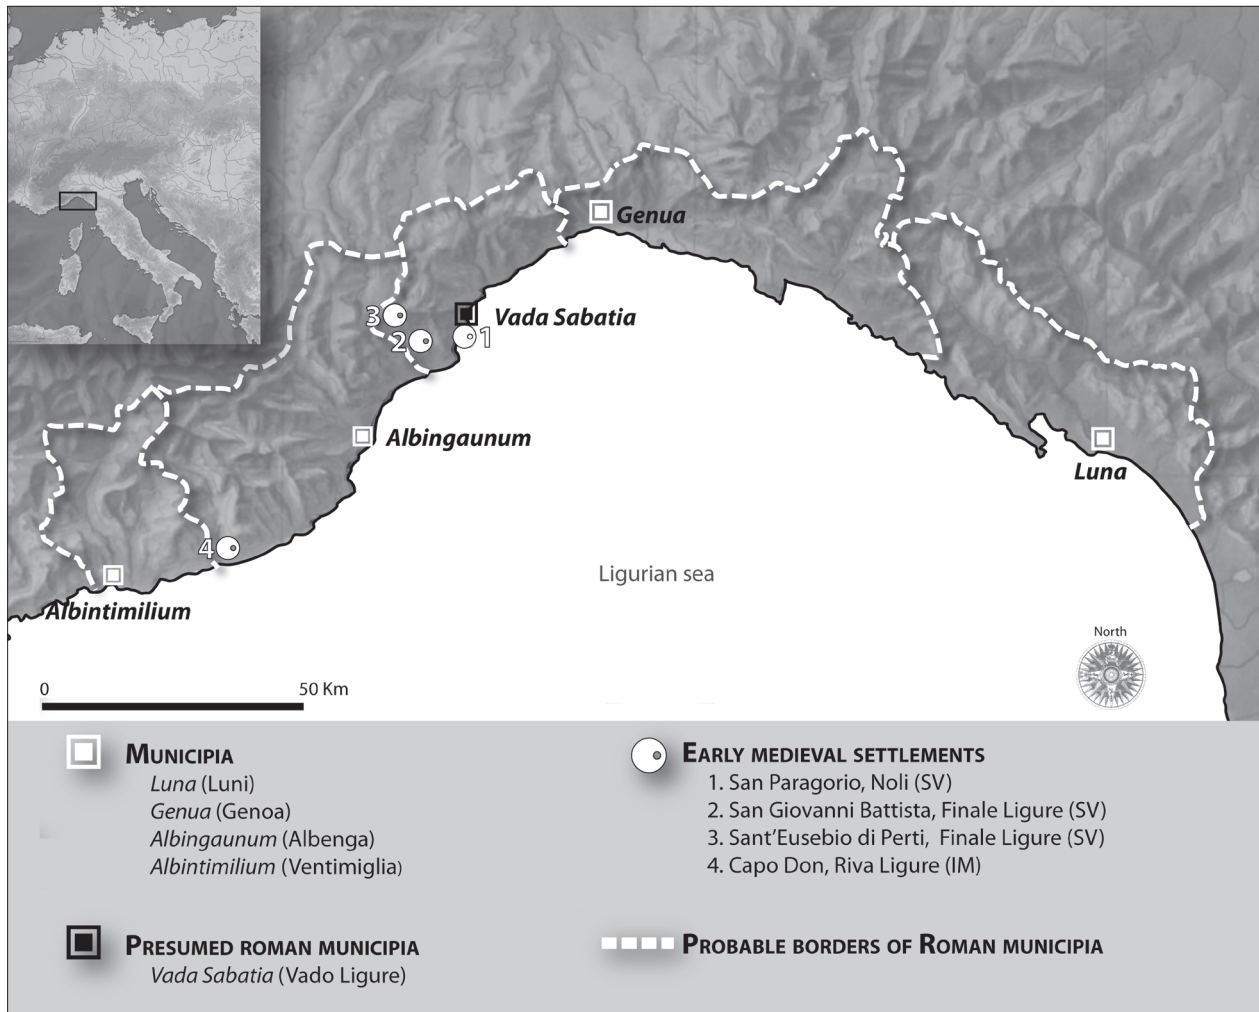 Genua
3
Vada Sabatia
2
1
Albingaunum
Luna
4
Ligurian sea
Albintimilium
North
0 50 Km
MUNICIPIA
Luna (Luni)
Genua (Genoa)
Albingaunum (Albenga)
Albintimilium (Ventimiglia)
PRESUMED ROMAN MUNICIPIA
Vada Sabatia (Vado Ligure)
EARLY MEDIEVAL SETTLEMENTS
1. San Paragorio, Noli (SV)
2. San Giovanni Battista, Finale Ligure (SV)
3. Sant'Eusebio di Perti, Finale Ligure (SV)
4. Capo Don, Riva Ligure (IM)
PROBABLE BORDERS OF ROMAN MUNICIPIA